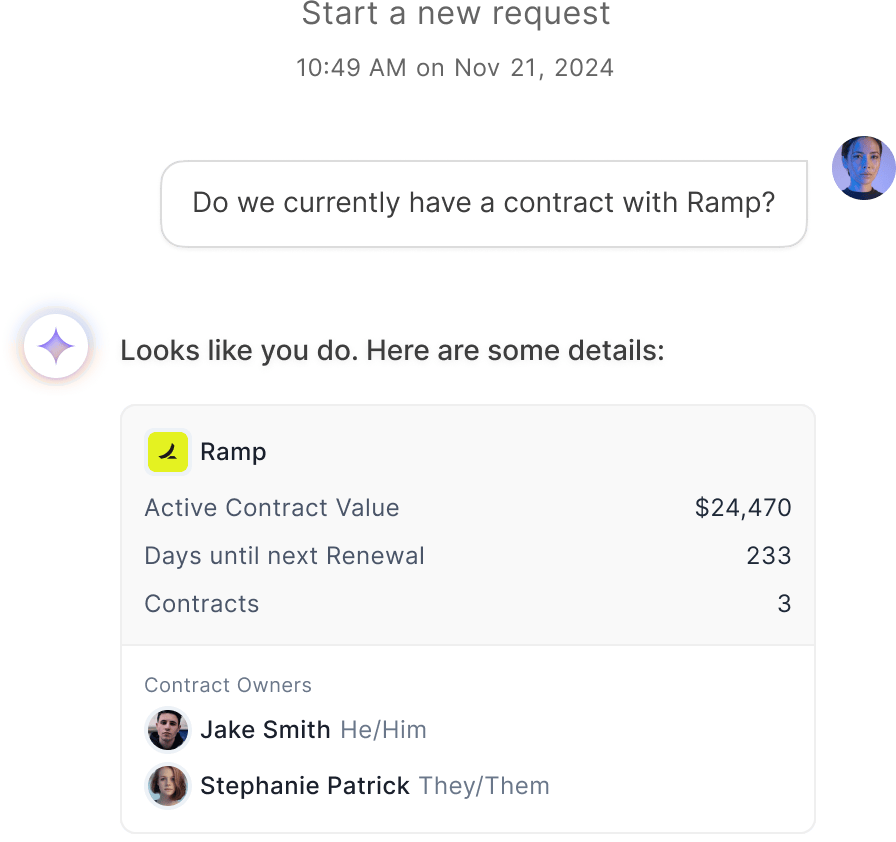 Start a new request
10:49 AM on Nov 21, 2024
Do we currently have a contract with Ramp?
Looks like you do. Here are some details:
Ramp
Active Contract Value $24,470
Days until next Renewal 233
Contracts 3
Contract Owners
Jake Smith He/Him
Stephanie Patrick They/Them